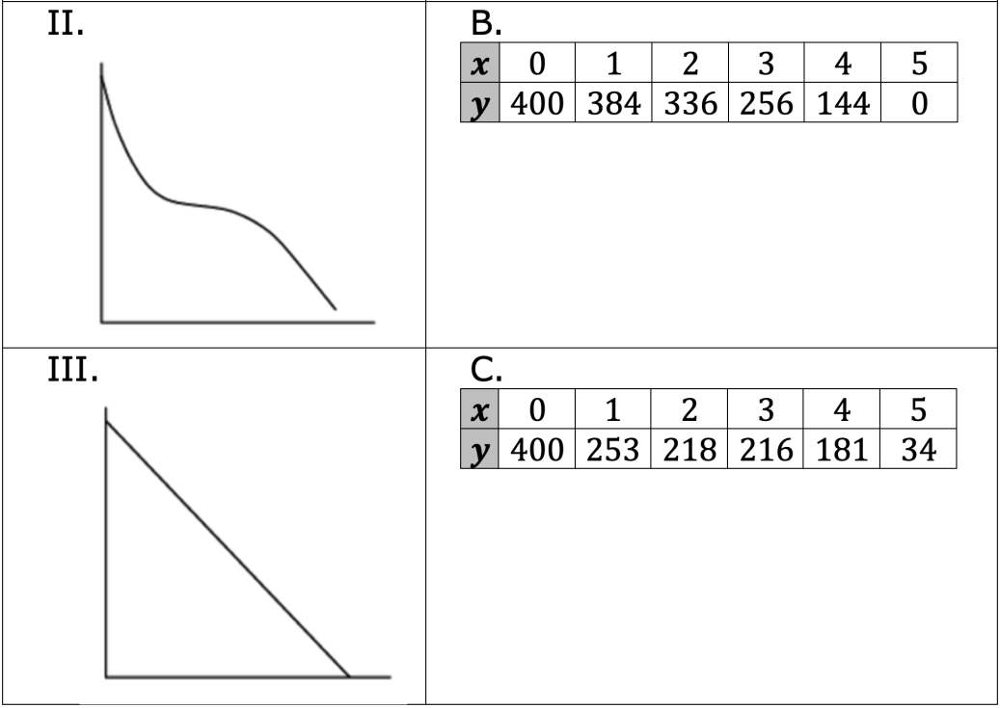 II.
B.
x 0 1 2 3 4 5
y 400 384 336 256 144 0
III.
C.
x 0 1 2 3 4 5
y 400 253 218 216 181 34